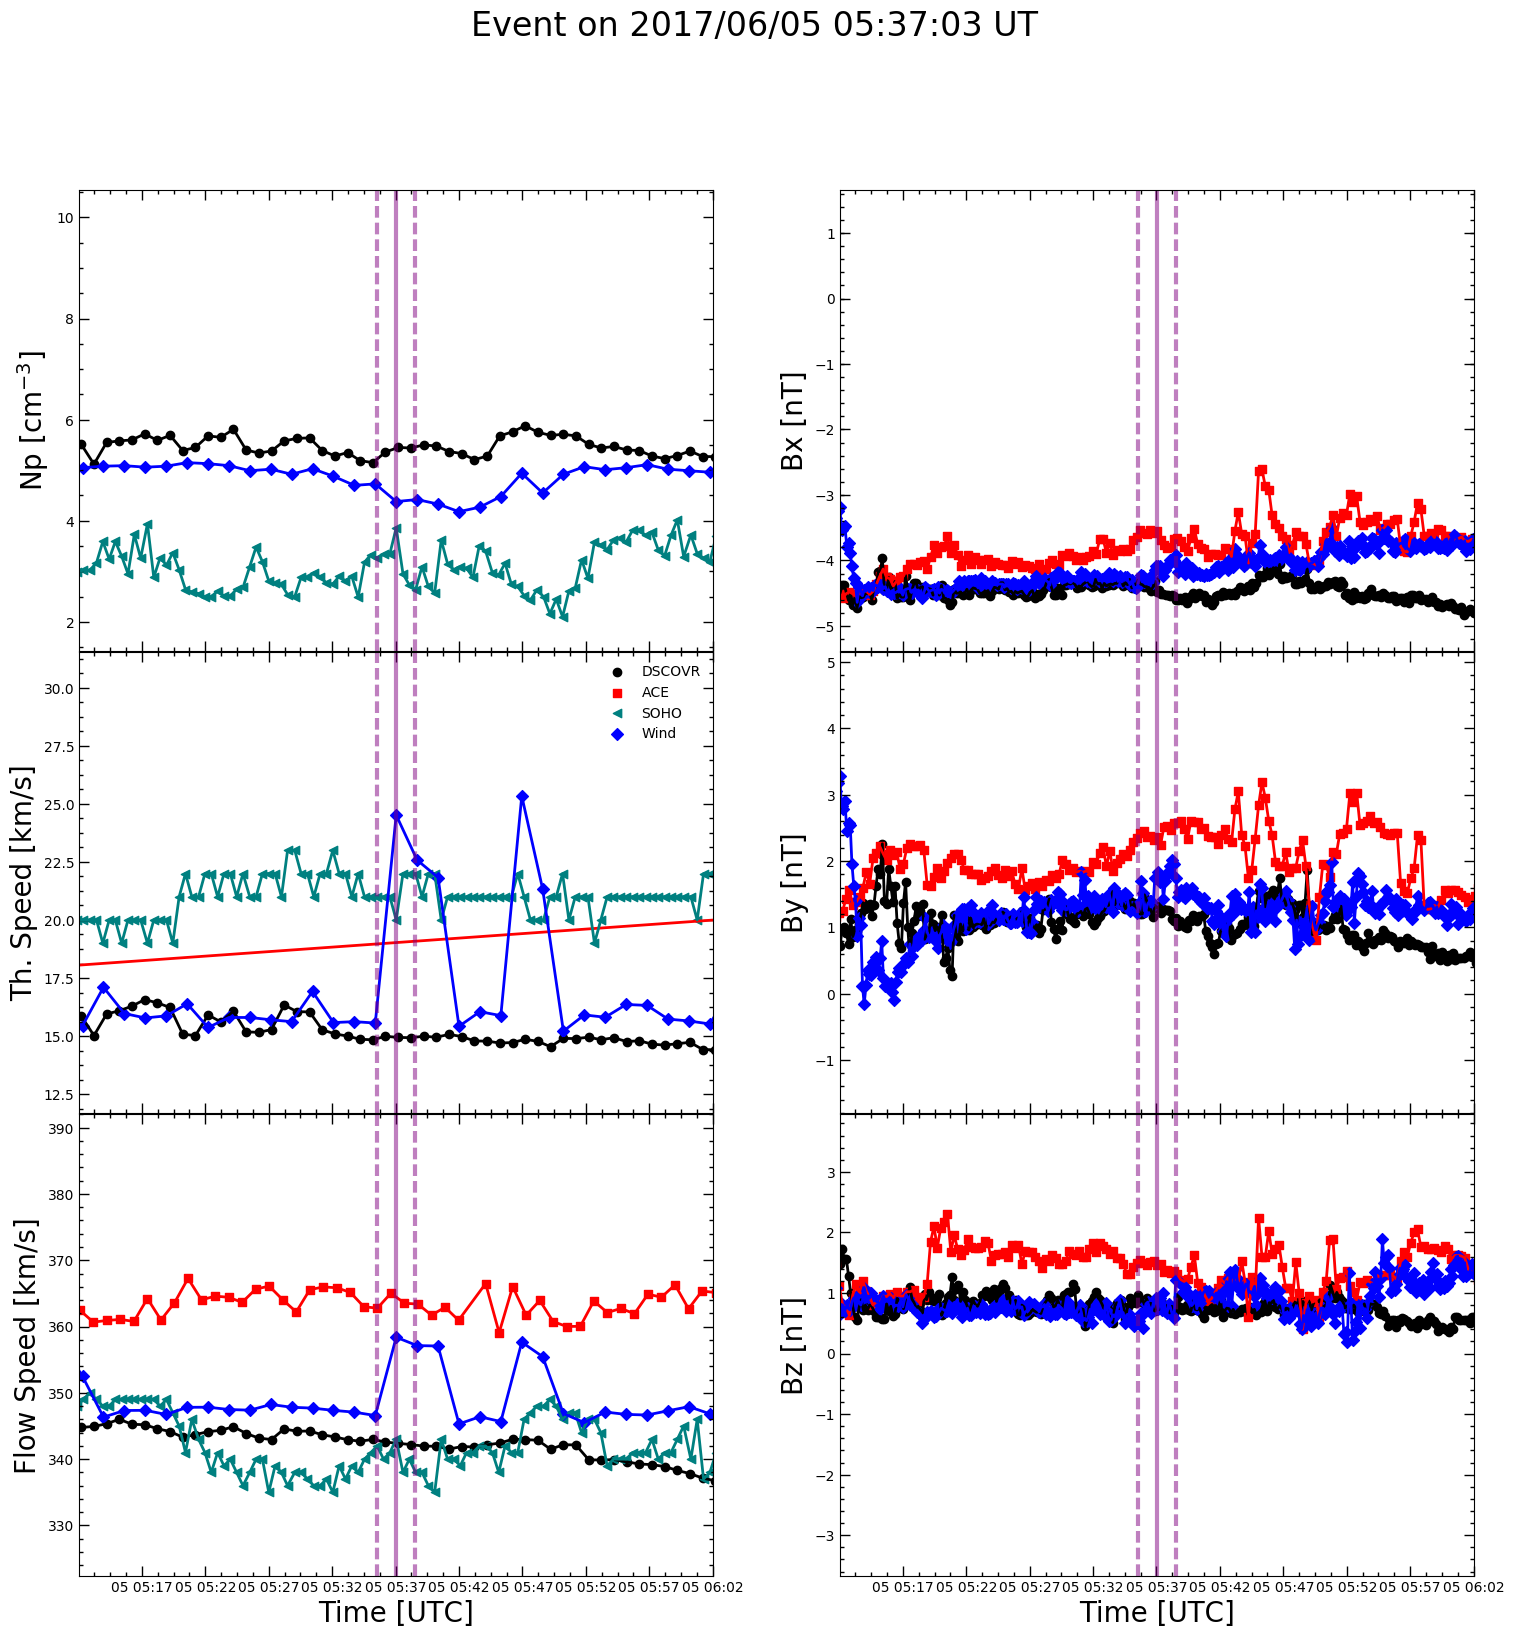 Event on 2017/06/05 05:37:03 UT
Np [cm⁻³]
10
8
6
4
2
Th. Speed [km/s]
30.0
27.5
25.0
22.5
20.0
17.5
15.0
12.5
DSCOVR
ACE
SOHO
Wind
Flow Speed [km/s]
390
380
370
360
350
340
330
05 05:17 05 05:22 05 05:27 05 05:32 05 05:37 05 05:42 05 05:47 05 05:52 05 05:57 05 06:02
Time [UTC]
Bx [nT]
1
0
−1
−2
−3
−4
−5
By [nT]
5
4
3
2
1
0
−1
Bz [nT]
3
2
1
0
−1
−2
−3
05 05:17 05 05:22 05 05:27 05 05:32 05 05:37 05 05:42 05 05:47 05 05:52 05 05:57 05 06:02
Time [UTC]